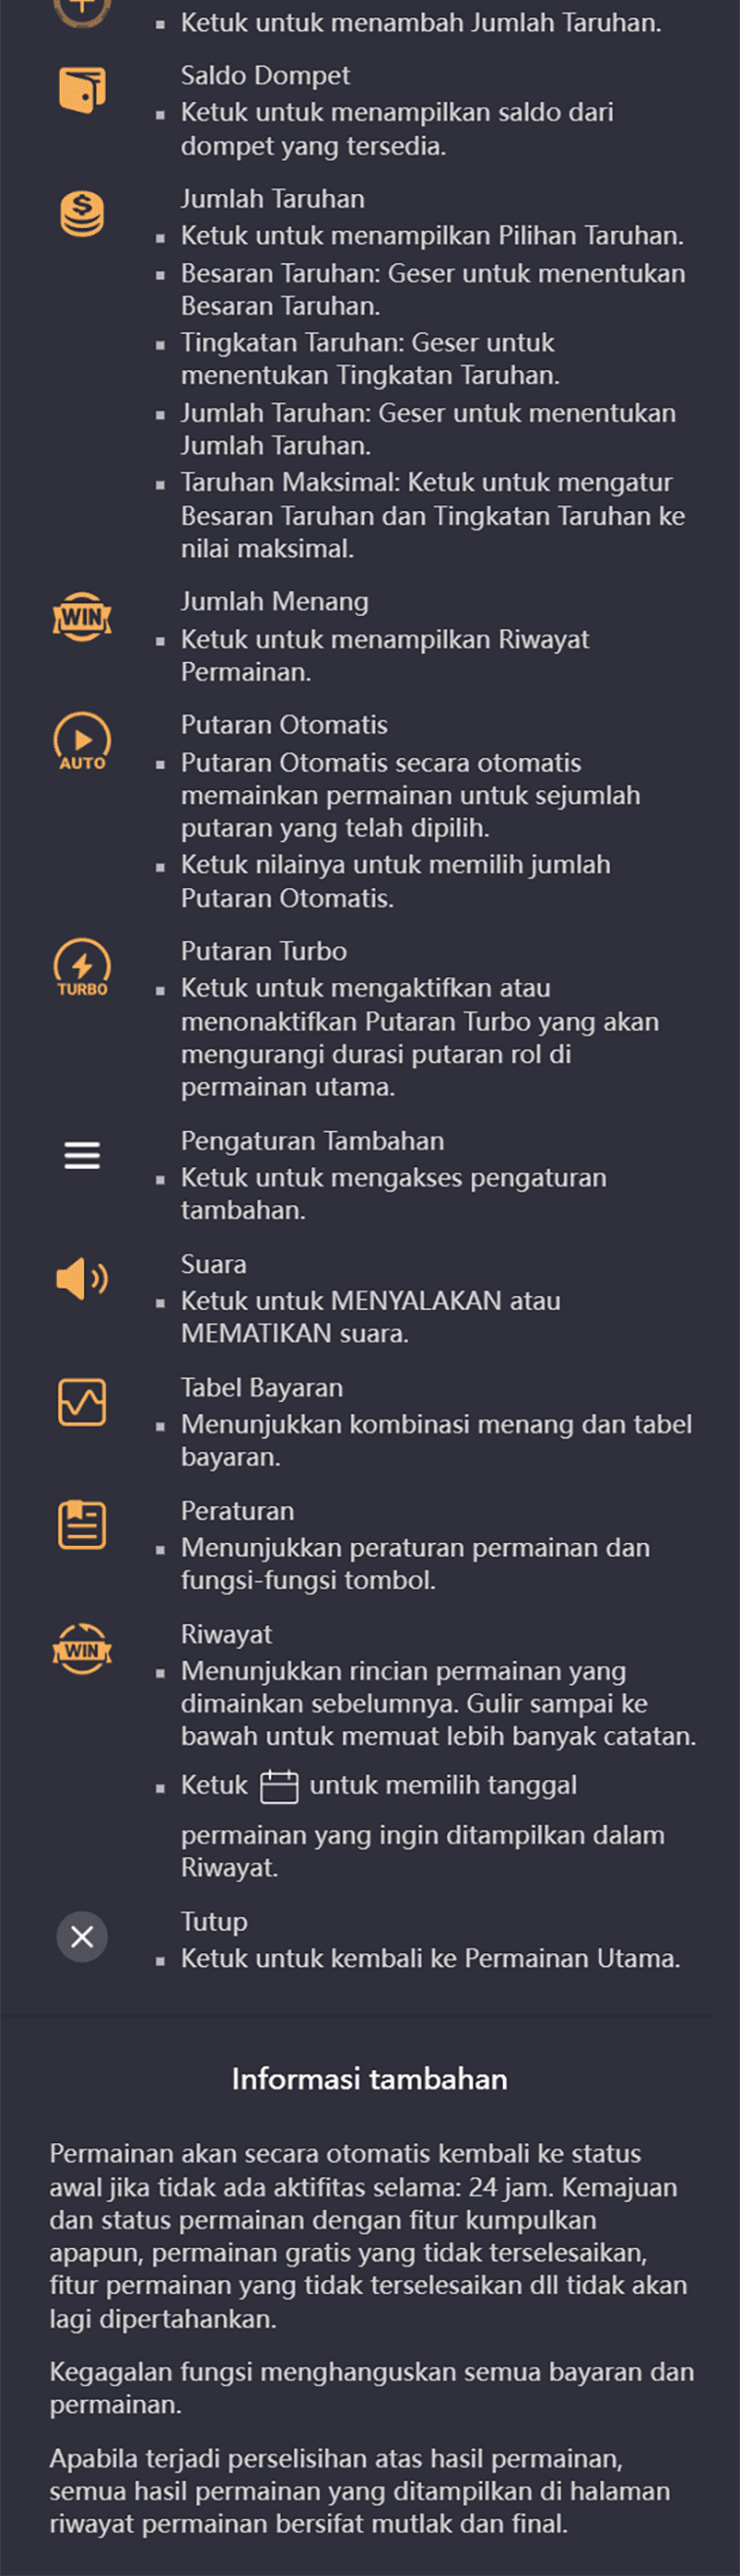 Ketuk untuk menambah Jumlah Taruhan.
Saldo Dompet
Ketuk untuk menampilkan saldo dari
dompet yang tersedia.
Jumlah Taruhan
Ketuk untuk menampilkan Pilihan Taruhan.
Besaran Taruhan: Geser untuk menentukan
Besaran Taruhan.
Tingkatan Taruhan: Geser untuk
menentukan Tingkatan Taruhan.
Jumlah Taruhan: Geser untuk menentukan
Jumlah Taruhan.
Taruhan Maksimal: Ketuk untuk mengatur
Besaran Taruhan dan Tingkatan Taruhan ke
nilai maksimal.
WIN
Jumlah Menang
Ketuk untuk menampilkan Riwayat
Permainan.
AUTO
Putaran Otomatis
Putaran Otomatis secara otomatis
memainkan permainan untuk sejumlah
putaran yang telah dipilih.
Ketuk nilainya untuk memilih jumlah
Putaran Otomatis.
TURBO
Putaran Turbo
Ketuk untuk mengaktifkan atau
menonaktifkan Putaran Turbo yang akan
mengurangi durasi putaran rol di
permainan utama.
Pengaturan Tambahan
Ketuk untuk mengakses pengaturan
tambahan.
Suara
Ketuk untuk MENYALAKAN atau
MEMATIKAN suara.
Tabel Bayaran
Menunjukkan kombinasi menang dan tabel
bayaran.
Peraturan
Menunjukkan peraturan permainan dan
fungsi-fungsi tombol.
WIN
Riwayat
Menunjukkan rincian permainan yang
dimainkan sebelumnya. Gulir sampai ke
bawah untuk memuat lebih banyak catatan.
Ketuk untuk memilih tanggal
permainan yang ingin ditampilkan dalam
Riwayat.
Tutup
Ketuk untuk kembali ke Permainan Utama.
Informasi tambahan
Permainan akan secara otomatis kembali ke status
awal jika tidak ada aktifitas selama: 24 jam. Kemajuan
dan status permainan dengan fitur kumpulkan
apapun, permainan gratis yang tidak terselesaikan,
fitur permainan yang tidak terselesaikan dll tidak akan
lagi dipertahankan.
Kegagalan fungsi menghanguskan semua bayaran dan
permainan.
Apabila terjadi perselisihan atas hasil permainan,
semua hasil permainan yang ditampilkan di halaman
riwayat permainan bersifat mutlak dan final.